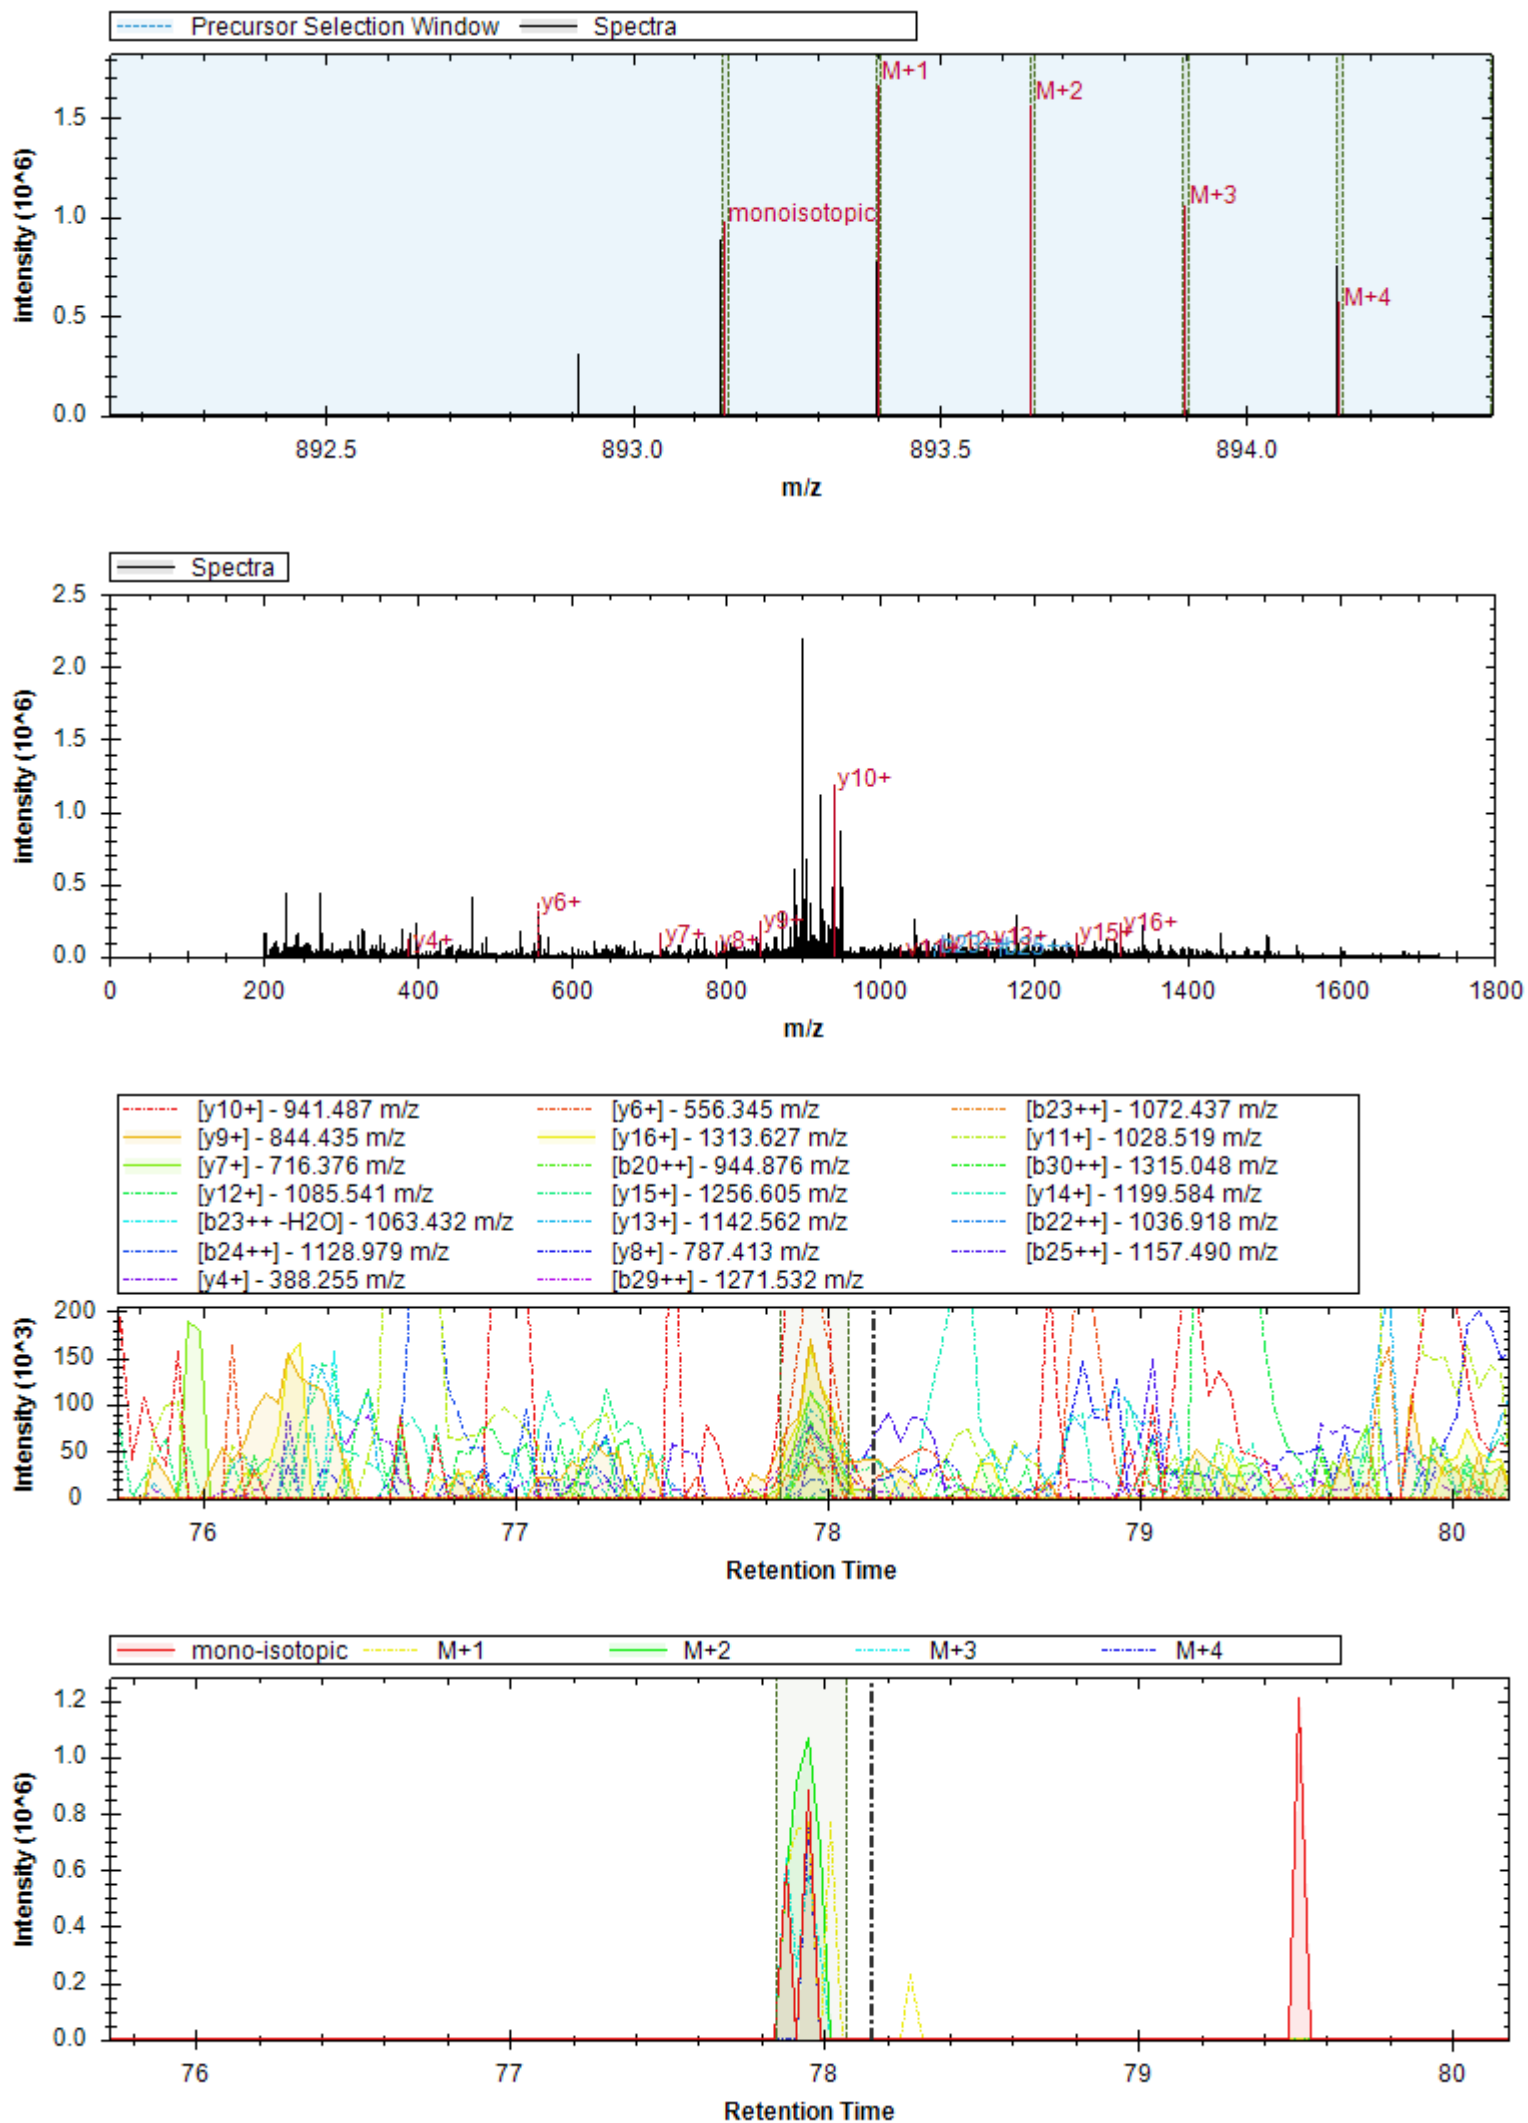 Precursor Selection Window Spectra
intensity (10^6)
1.5
1.0
0.5
0.0
monoisotopic
M+1
M+2
M+3
M+4
892.5 893.0 893.5 894.0
m/z
Spectra
intensity (10^6)
2.5
2.0
1.5
1.0
0.5
0.0
y4+
y6+
y7+
y8+
y9+
y10+
y13+
y15+
y16+
0 200 400 600 800 1000 1200 1400 1600 1800
m/z
[y10+] - 941.487 m/z [y6+] - 556.345 m/z [b23++] - 1072.437 m/z
[y9+] - 844.435 m/z [y16+] - 1313.627 m/z [y11+] - 1028.519 m/z
[y7+] - 716.376 m/z [b20++] - 944.876 m/z [b30++] - 1315.048 m/z
[y12+] - 1085.541 m/z [y15+] - 1256.605 m/z [y14+] - 1199.584 m/z
[b23++ -H2O] - 1063.432 m/z [y13+] - 1142.562 m/z [b22++] - 1036.918 m/z
[b24++] - 1128.979 m/z [y8+] - 787.413 m/z [b25++] - 1157.490 m/z
[y4+] - 388.255 m/z [b29++] - 1271.532 m/z
Intensity (10^3)
200
150
100
50
0
76 77 78 79 80
Retention Time
mono-isotopic M+1 M+2 M+3 M+4
Intensity (10^6)
1.2
1.0
0.8
0.6
0.4
0.2
0.0
76 77 78 79 80
Retention Time